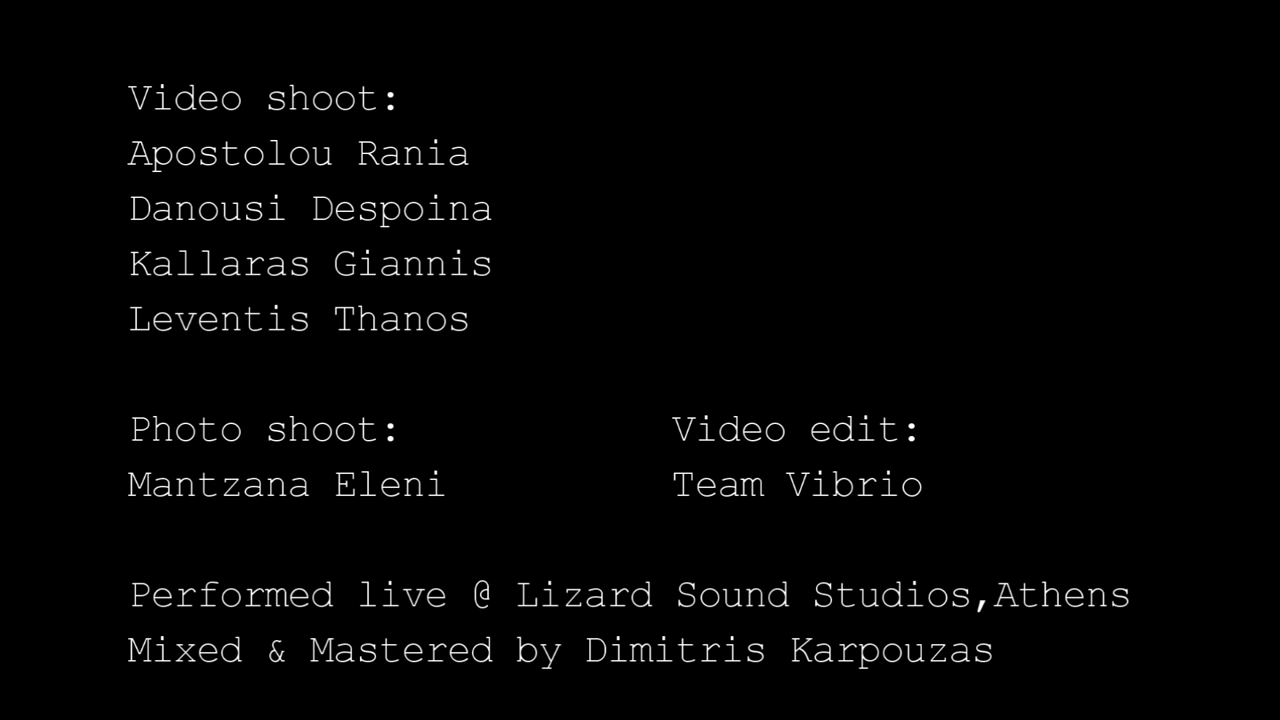 Video shoot:
Apostolou Rania
Danousi Despoina
Kallaras Giannis
Leventis Thanos
Photo shoot:
Mantzana Eleni
Video edit:
Team Vibrio
Performed live @ Lizard Sound Studios,Athens
Mixed & Mastered by Dimitris Karpouzas